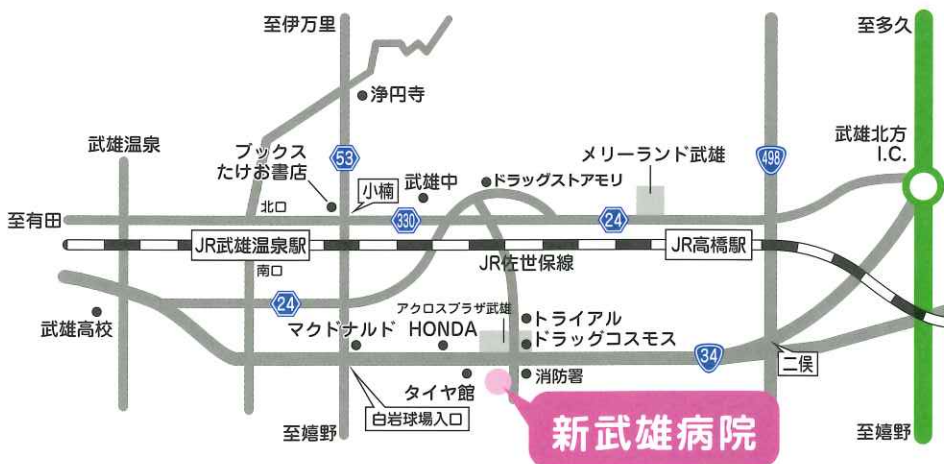 至伊万里
至多久
浄円寺
武雄温泉
ブックス
たけお書店
53
小楠
武雄中
ドラッグストアモリ
メリーランド武雄
498
武雄北方
I.C.
北口
至有田
330
24
JR武雄温泉駅
JR佐世保線
JR高橋駅
南口
24
アクロスプラザ武雄
武雄高校
マクドナルド
HONDA
トライアル
ドラッグコスモス
34
二俣
タイヤ館
消防署
白岩球場入口
至嬉野
新武雄病院
至嬉野